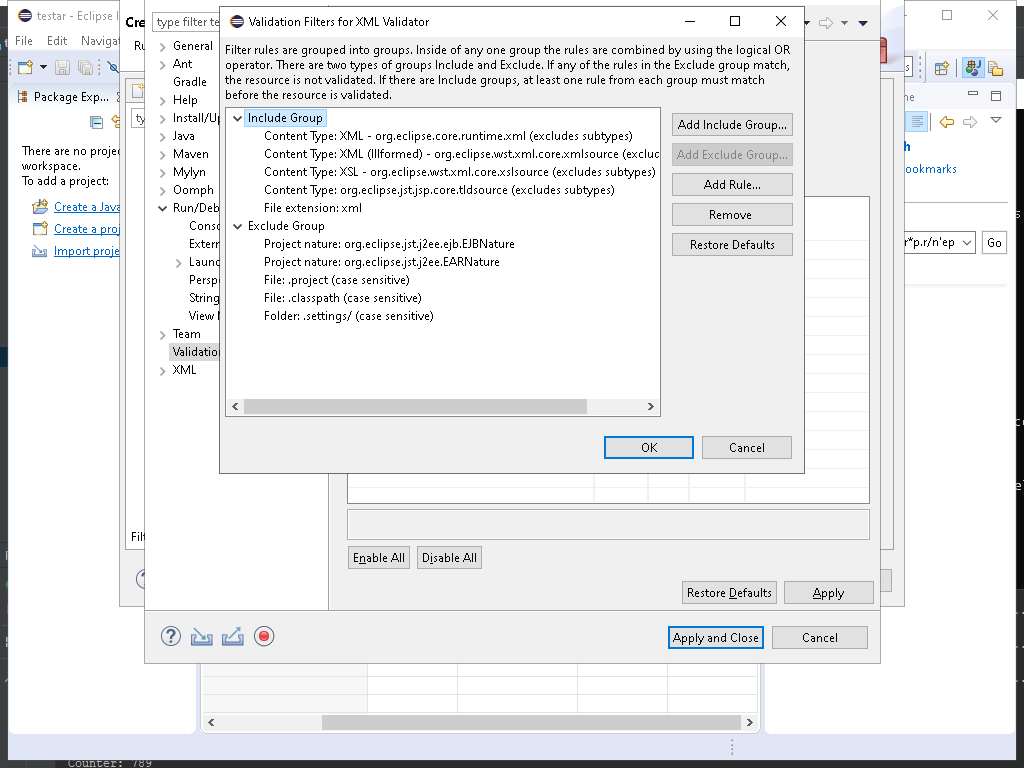 testar - Eclipse I
File Edit Navigat
Package Exp...
There are no proje
workspace.
To add a project:
Create a Java
Create a proj
Import proje
Cre
Ru
ty
Filt
type filter te
General
Ant
Gradle
Help
Install/Up
Java
Maven
Mylyn
Oomph
Run/Deb
Conso
Extern
Launc
Persp
String
View M
Team
Validatio
XML
Validation Filters for XML Validator
Filter rules are grouped into groups. Inside of any one group the rules are combined by using the logical OR
operator. There are two types of groups Include and Exclude. If any of the rules in the Exclude group match,
the resource is not validated. If there are Include groups, at least one rule from each group must match
before the resource is validated.
Include Group
Content Type: XML - org.eclipse.core.runtime.xml (excludes subtypes)
Content Type: XML (Illformed) - org.eclipse.wst.xml.core.xmlsource (exclud
Content Type: XSL - org.eclipse.wst.xml.core.xslsource (excludes subtypes)
Content Type: org.eclipse.jst.jsp.core.tldsource (excludes subtypes)
File extension: xml
Exclude Group
Project nature: org.eclipse.jst.j2ee.ejb.EJBNature
Project nature: org.eclipse.jst.j2ee.EARNature
File: .project (case sensitive)
File: .classpath (case sensitive)
Folder: .settings/ (case sensitive)
Add Include Group...
Add Exclude Group...
Add Rule...
Remove
Restore Defaults
OK Cancel
Enable All Disable All
Restore Defaults Apply
Apply and Close Cancel
ne
h
ookmarks
r*p.r/n'ep Go
Counter: 789